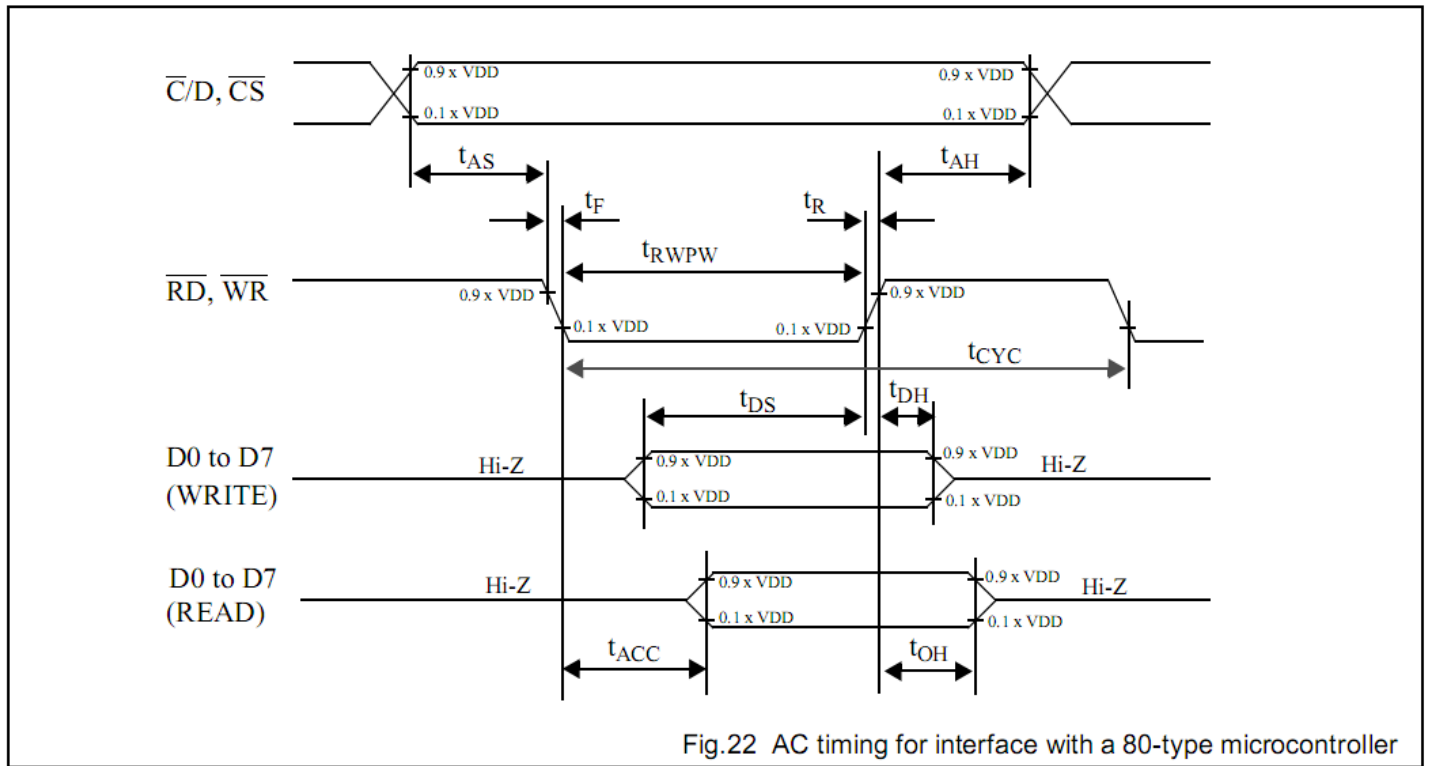 C̅/D, C̅S̅
0.9 x VDD
0.9 x VDD
0.1 x VDD
0.1 x VDD
tAS
tAH
tF
tR
tRWPW
R̅D̅, W̅R̅
0.9 x VDD
0.9 x VDD
0.1 x VDD
0.1 x VDD
tCYC
tDS
tDH
D0 to D7
(WRITE)
Hi-Z
0.9 x VDD
0.9 x VDD
Hi-Z
0.1 x VDD
0.1 x VDD
D0 to D7
(READ)
Hi-Z
0.9 x VDD
0.9 x VDD
Hi-Z
0.1 x VDD
0.1 x VDD
tACC
tOH
Fig.22 AC timing for interface with a 80-type microcontroller